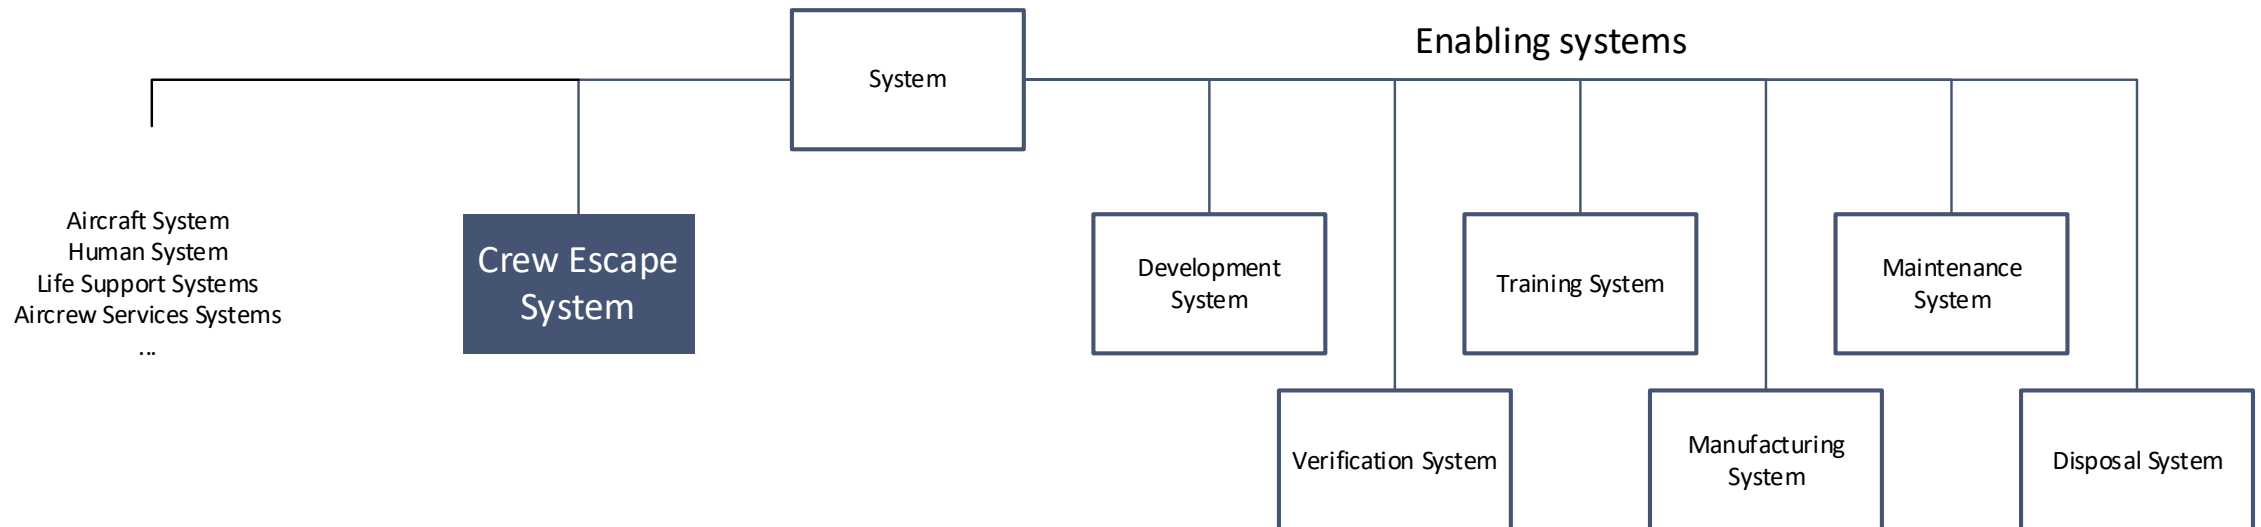 System
Enabling systems
Aircraft System
Human System
Life Support Systems
Aircrew Services Systems
...
Crew Escape
System
Development
System
Training System
Maintenance
System
Verification System
Manufacturing
System
Disposal System